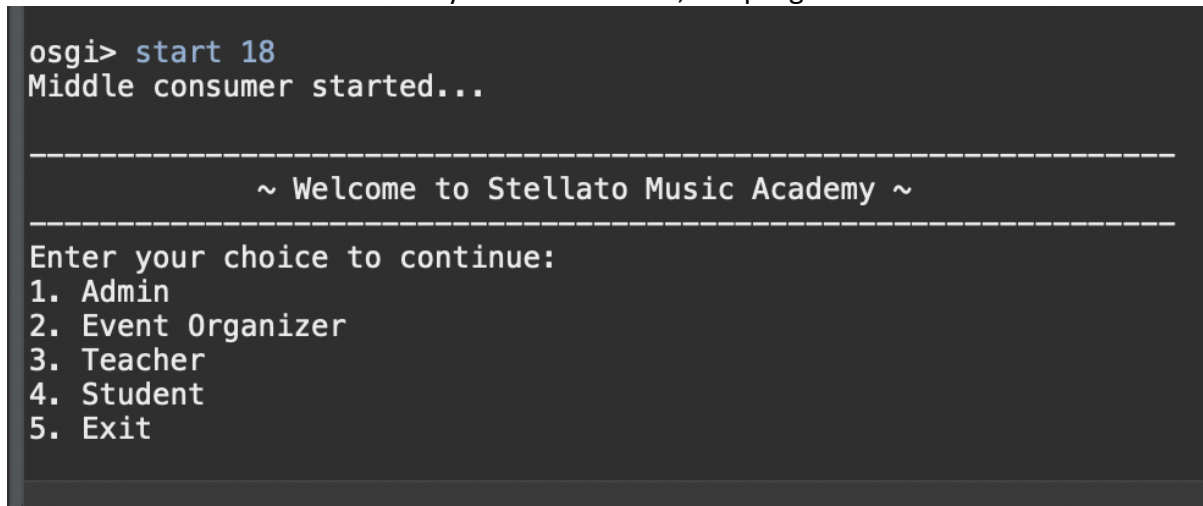 osgi> start 18
Middle consumer started...
~ Welcome to Stellato Music Academy ~
Enter your choice to continue:
1. Admin
2. Event Organizer
3. Teacher
4. Student
5. Exit